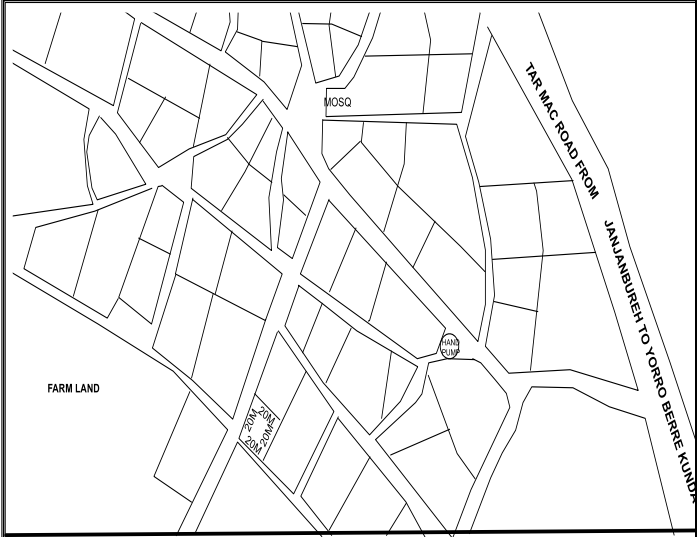 MOSQ
TAR MAC ROAD FROM
JANJANBUREH TO YORRO BERRE KUNDA
HAND
PUMP
FARM LAND
20M
20M
20M
20M